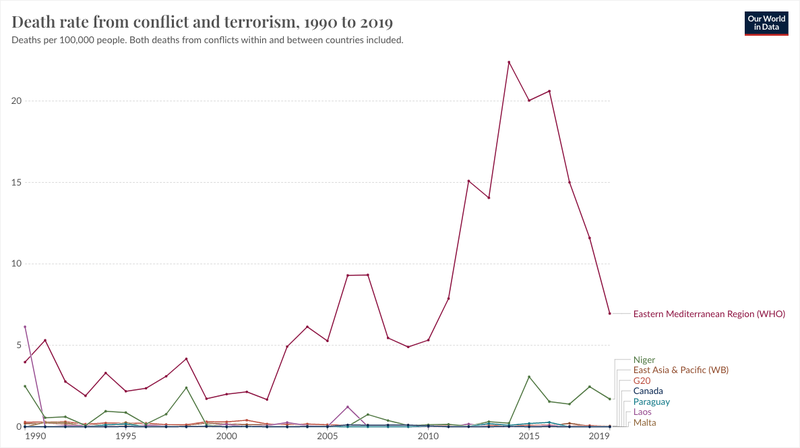 Death rate from conflict and terrorism, 1990 to 2019
Our World
in Data
Deaths per 100,000 people. Both deaths from conflicts within and between countries included.
20
15
10
5
0
Eastern Mediterranean Region (WHO)
Niger
East Asia & Pacific (WB)
G20
Canada
Paraguay
Laos
Malta
1990
1995
2000
2005
2010
2015
2019